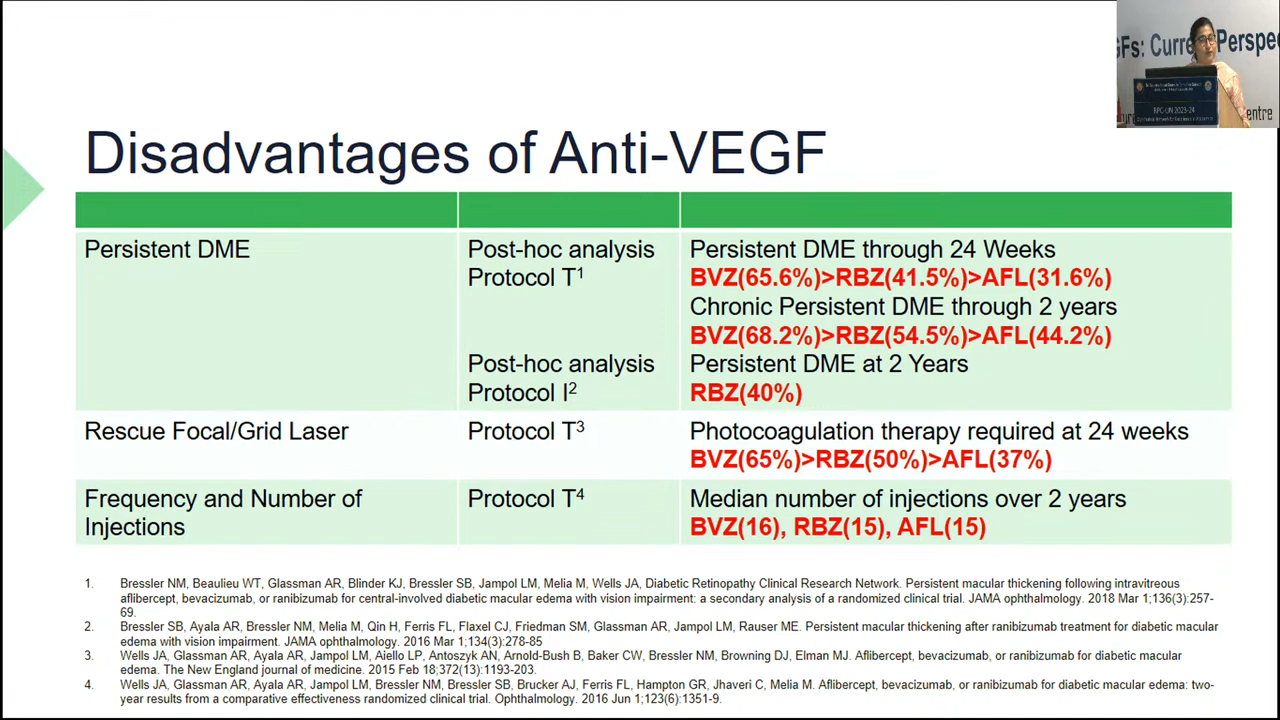 GFs: Current Perspe
RPC-UN 2023-24
entre
Disadvantages of Anti-VEGF
Persistent DME
Post-hoc analysis
Protocol T1
Persistent DME through 24 Weeks
BVZ(65.6%)>RBZ(41.5%)>AFL(31.6%)
Chronic Persistent DME through 2 years
BVZ(68.2%)>RBZ(54.5%)>AFL(44.2%)
Post-hoc analysis
Protocol I2
Persistent DME at 2 Years
RBZ(40%)
Rescue Focal/Grid Laser
Protocol T3
Photocoagulation therapy required at 24 weeks
BVZ(65%)>RBZ(50%)>AFL(37%)
Frequency and Number of
Injections
Protocol T4
Median number of injections over 2 years
BVZ(16), RBZ(15), AFL(15)
1. Bressler NM, Beaulieu WT, Glassman AR, Blinder KJ, Bressler SB, Jampol LM, Melia M, Wells JA, Diabetic Retinopathy Clinical Research Network. Persistent macular thickening following intravitreous
aflibercept, bevacizumab, or ranibizumab for central-involved diabetic macular edema with vision impairment: a secondary analysis of a randomized clinical trial. JAMA ophthalmology. 2018 Mar 1;136(3):257-
69.
2. Bressler SB, Ayala AR, Bressler NM, Melia M, Qin H, Ferris FL, Flaxel CJ, Friedman SM, Glassman AR, Jampol LM, Rauser ME. Persistent macular thickening after ranibizumab treatment for diabetic macular
edema with vision impairment. JAMA ophthalmology. 2016 Mar 1;134(3):278-85
3. Wells JA, Glassman AR, Ayala AR, Jampol LM, Aiello LP, Antoszyk AN, Arnold-Bush B, Baker CW, Bressler NM, Browning DJ, Elman MJ. Aflibercept, bevacizumab, or ranibizumab for diabetic macular
edema. The New England journal of medicine. 2015 Feb 18;372(13):1193-203.
4. Wells JA, Glassman AR, Ayala AR, Jampol LM, Bressler NM, Bressler SB, Brucker AJ, Ferris FL, Hampton GR, Jhaveri C, Melia M. Aflibercept, bevacizumab, or ranibizumab for diabetic macular edema: two-
year results from a comparative effectiveness randomized clinical trial. Ophthalmology. 2016 Jun 1;123(6):1351-9.